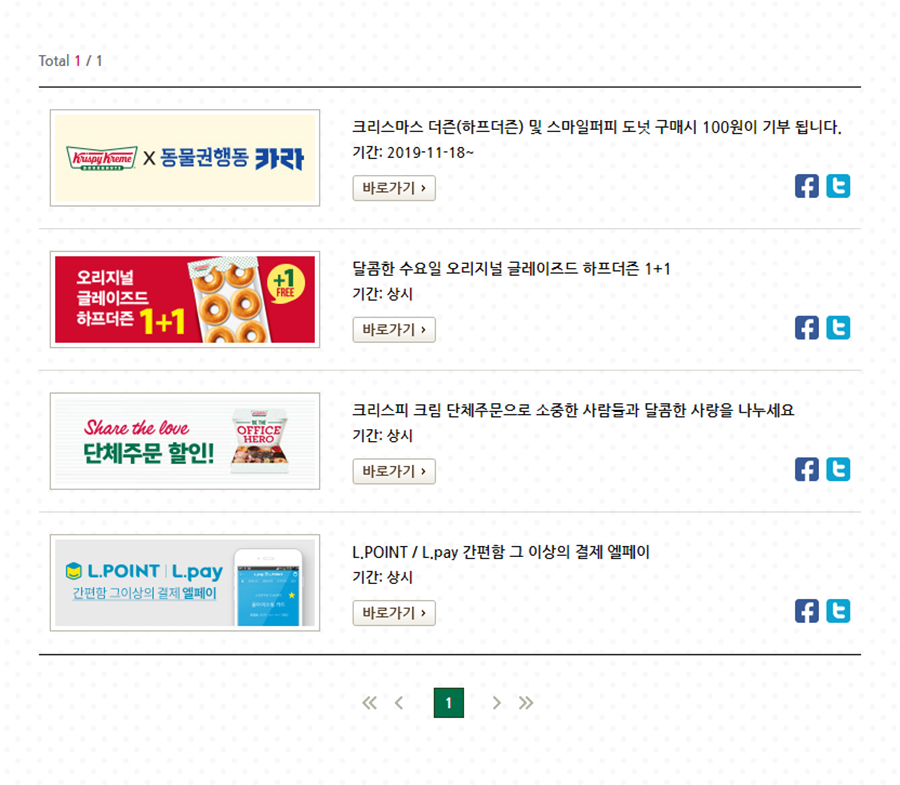 Total 1 / 1
Krispy Kreme
DOUGHNUTS
X 동물권행동 카라
크리스마스 더즌(하프더즌) 및 스마일퍼피 도넛 구매시 100원이 기부 됩니다.
기간: 2019-11-18~
바로가기 ›
오리지널
글레이즈드
하프더즌 1+1
+1
FREE
달콤한 수요일 오리지널 글레이즈드 하프더즌 1+1
기간: 상시
바로가기 ›
Share the love
단체주문 할인!
BE THE
OFFICE
HERO
크리스피 크림 단체주문으로 소중한 사람들과 달콤한 사랑을 나누세요
기간: 상시
바로가기 ›
L.POINT | L.pay
간편함 그이상의 결제 엘페이
L.POINT / L.pay 간편함 그 이상의 결제 엘페이
기간: 상시
바로가기 ›
1